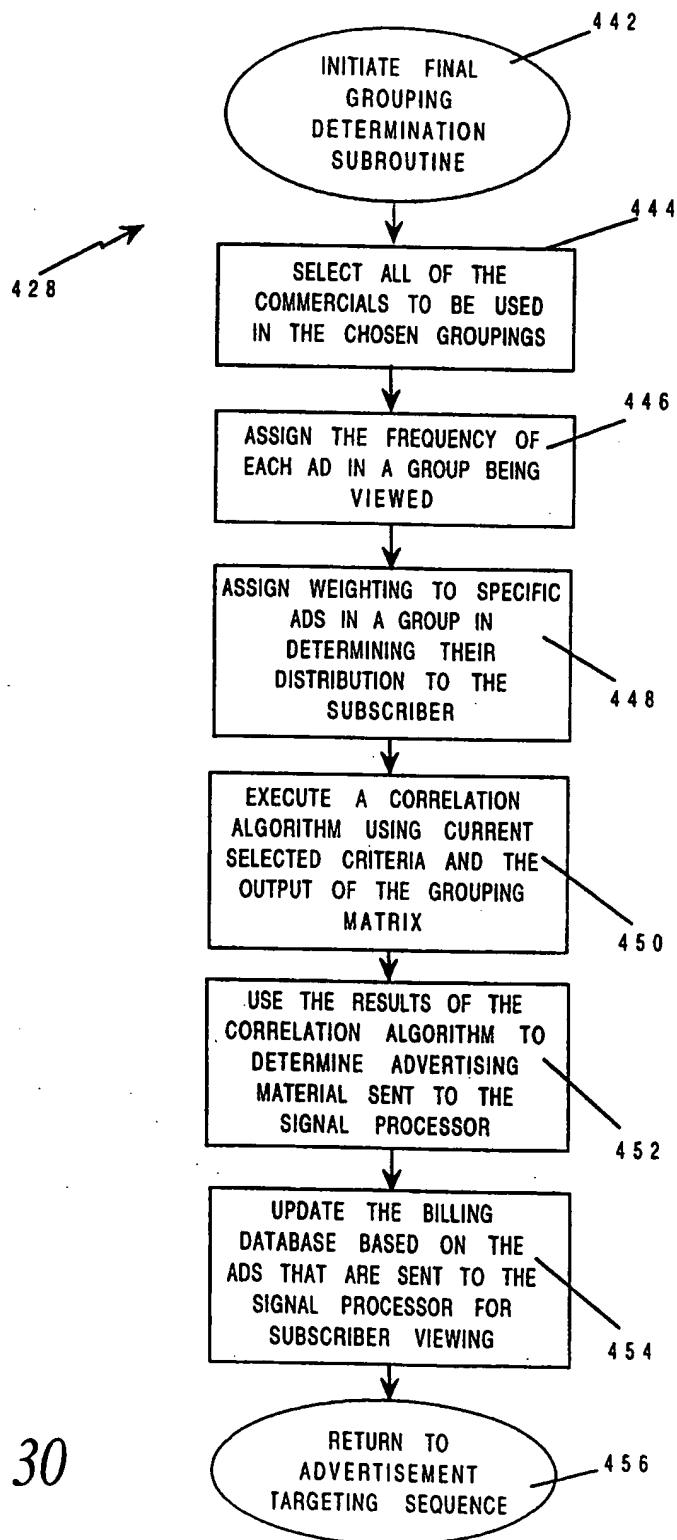 442
INITIATE FINAL
GROUPING
DETERMINATION
SUBROUTINE
428
444
SELECT ALL OF THE
COMMERCIALS TO BE USED
IN THE CHOSEN GROUPINGS
446
ASSIGN THE FREQUENCY OF
EACH AD IN A GROUP BEING
VIEWED
ASSIGN WEIGHTING TO SPECIFIC
ADS IN A GROUP IN
DETERMINING THEIR
DISTRIBUTION TO THE
SUBSCRIBER
448
EXECUTE A CORRELATION
ALGORITHM USING CURRENT
SELECTED CRITERIA AND THE
OUTPUT OF THE GROUPING
MATRIX
450
USE THE RESULTS OF THE
CORRELATION ALGORITHM TO
DETERMINE ADVERTISING
MATERIAL SENT TO THE
SIGNAL PROCESSOR
452
UPDATE THE BILLING
DATABASE BASED ON THE
ADS THAT ARE SENT TO THE
SIGNAL PROCESSOR FOR
SUBSCRIBER VIEWING
454
RETURN TO
ADVERTISEMENT
TARGETING SEQUENCE
456
30